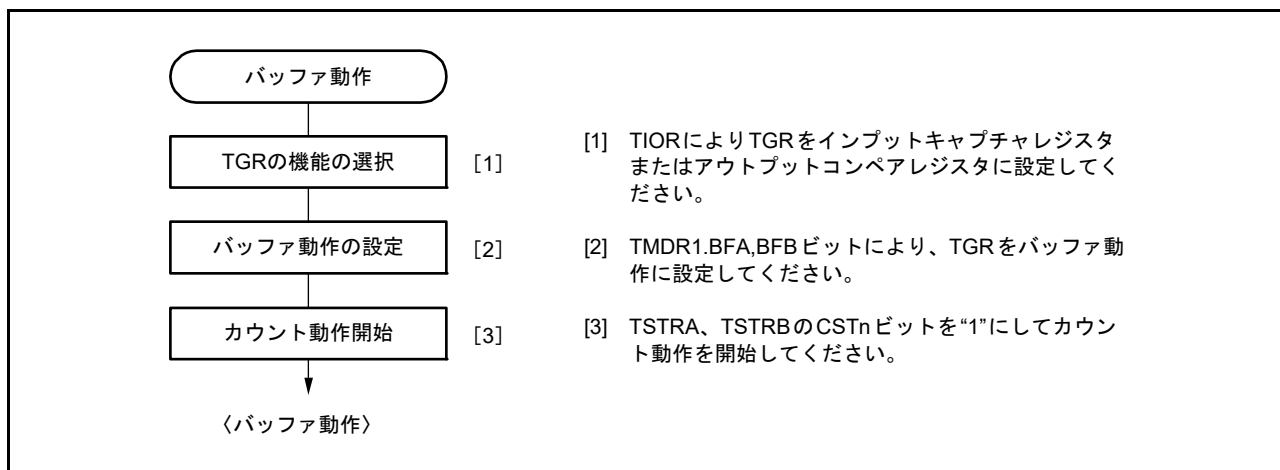 バッファ動作
TGRの機能の選択 [1]
バッファ動作の設定 [2]
カウント動作開始 [3]
〈バッファ動作〉
[1] TIORによりTGRをインプットキャプチャレジスタ
またはアウトプットコンペアレジスタに設定してく
ださい。
[2] TMDR1.BFA,BFBビットにより、TGRをバッファ動
作に設定してください。
[3] TSTRA、TSTRBのCSTnビットを“1”にしてカウン
ト動作を開始してください。